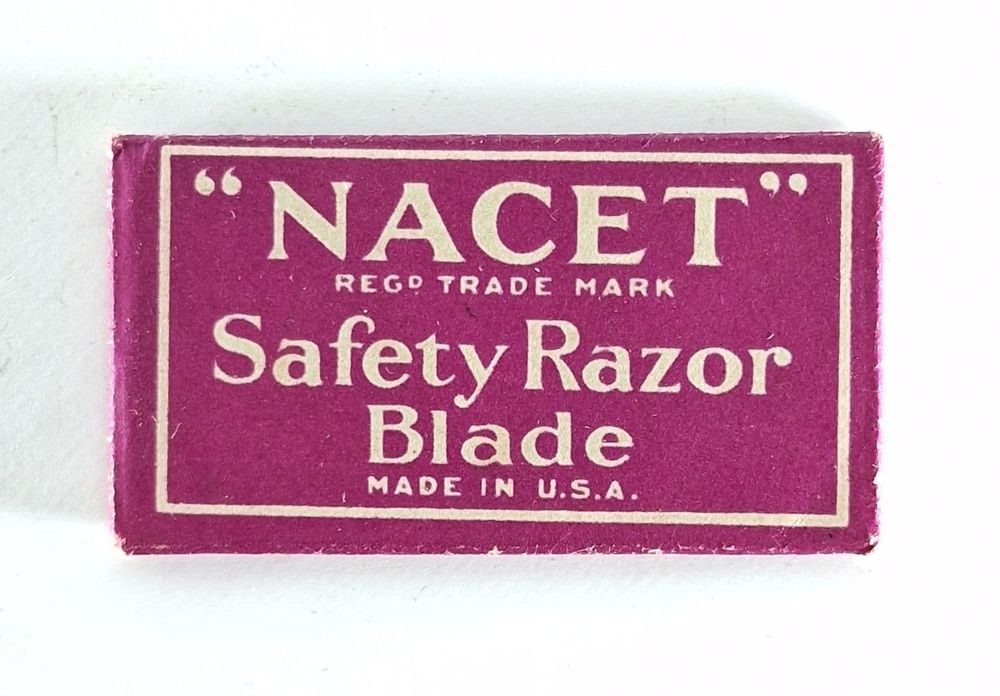 “NACET”
REGD TRADE MARK
Safety Razor
Blade
MADE IN U.S.A.